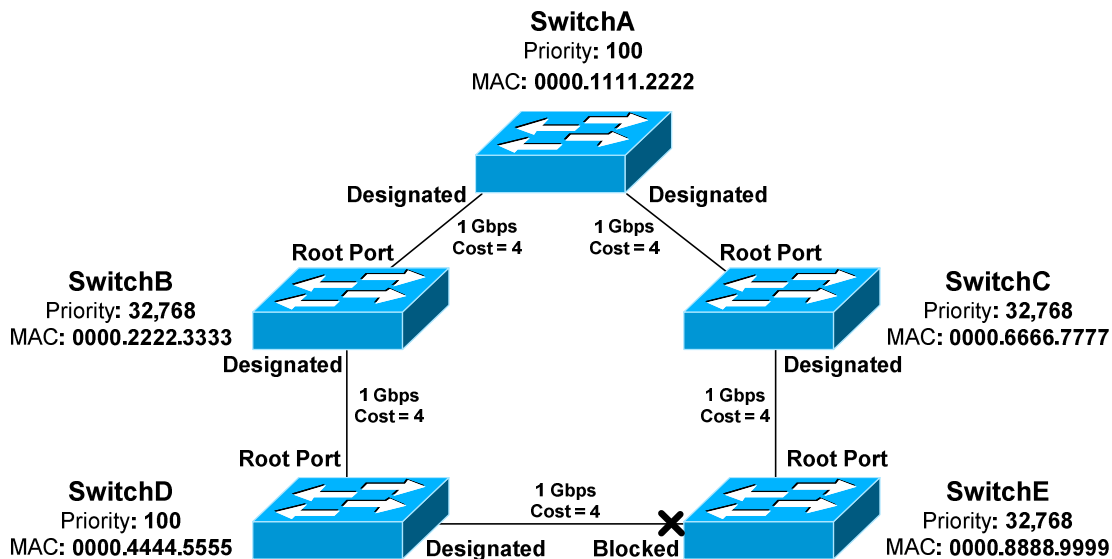 SwitchA
Priority: 100
MAC: 0000.1111.2222
Designated
Designated
1 Gbps
Cost = 4
1 Gbps
Cost = 4
Root Port
Root Port
SwitchB
Priority: 32,768
MAC: 0000.2222.3333
SwitchC
Priority: 32,768
MAC: 0000.6666.7777
Designated
Designated
1 Gbps
Cost = 4
1 Gbps
Cost = 4
Root Port
Root Port
SwitchD
Priority: 100
MAC: 0000.4444.5555
1 Gbps
Cost = 4
SwitchE
Priority: 32,768
MAC: 0000.8888.9999
Designated
Blocked